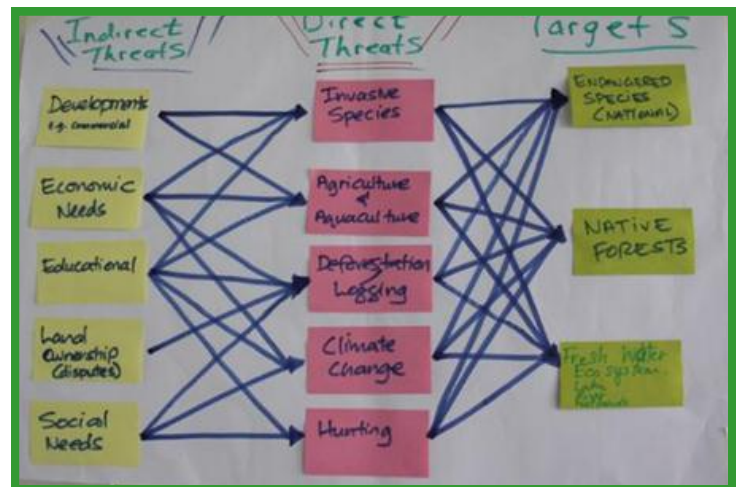 Indirect
Threats
Direct
Threats
Targets
Developments
e.g. Commercial
Economic
Needs
Educational
Land
Ownership
(disputes)
Social
Needs
Invasive
Species
Agriculture
&
Aquaculture
Deforestation
Logging
Climate
Change
Hunting
ENDANGERED
SPECIES
(NATIONAL)
NATIVE
FORESTS
Fresh Water
Ecosystem